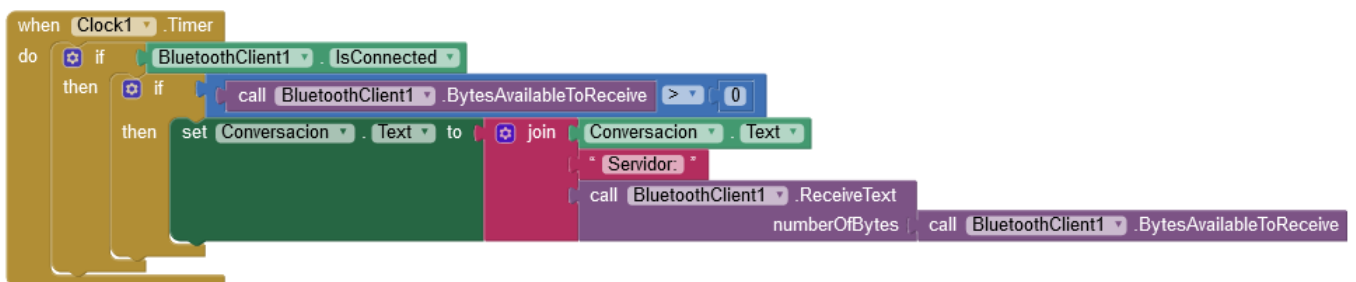 when Clock1 .Timer
do if BluetoothClient1 . IsConnected
then if call BluetoothClient1 .BytesAvailableToReceive > 0
then set Conversacion . Text to join Conversacion . Text
“ Servidor: ”
call BluetoothClient1 .ReceiveText
numberOfBytes call BluetoothClient1 .BytesAvailableToReceive